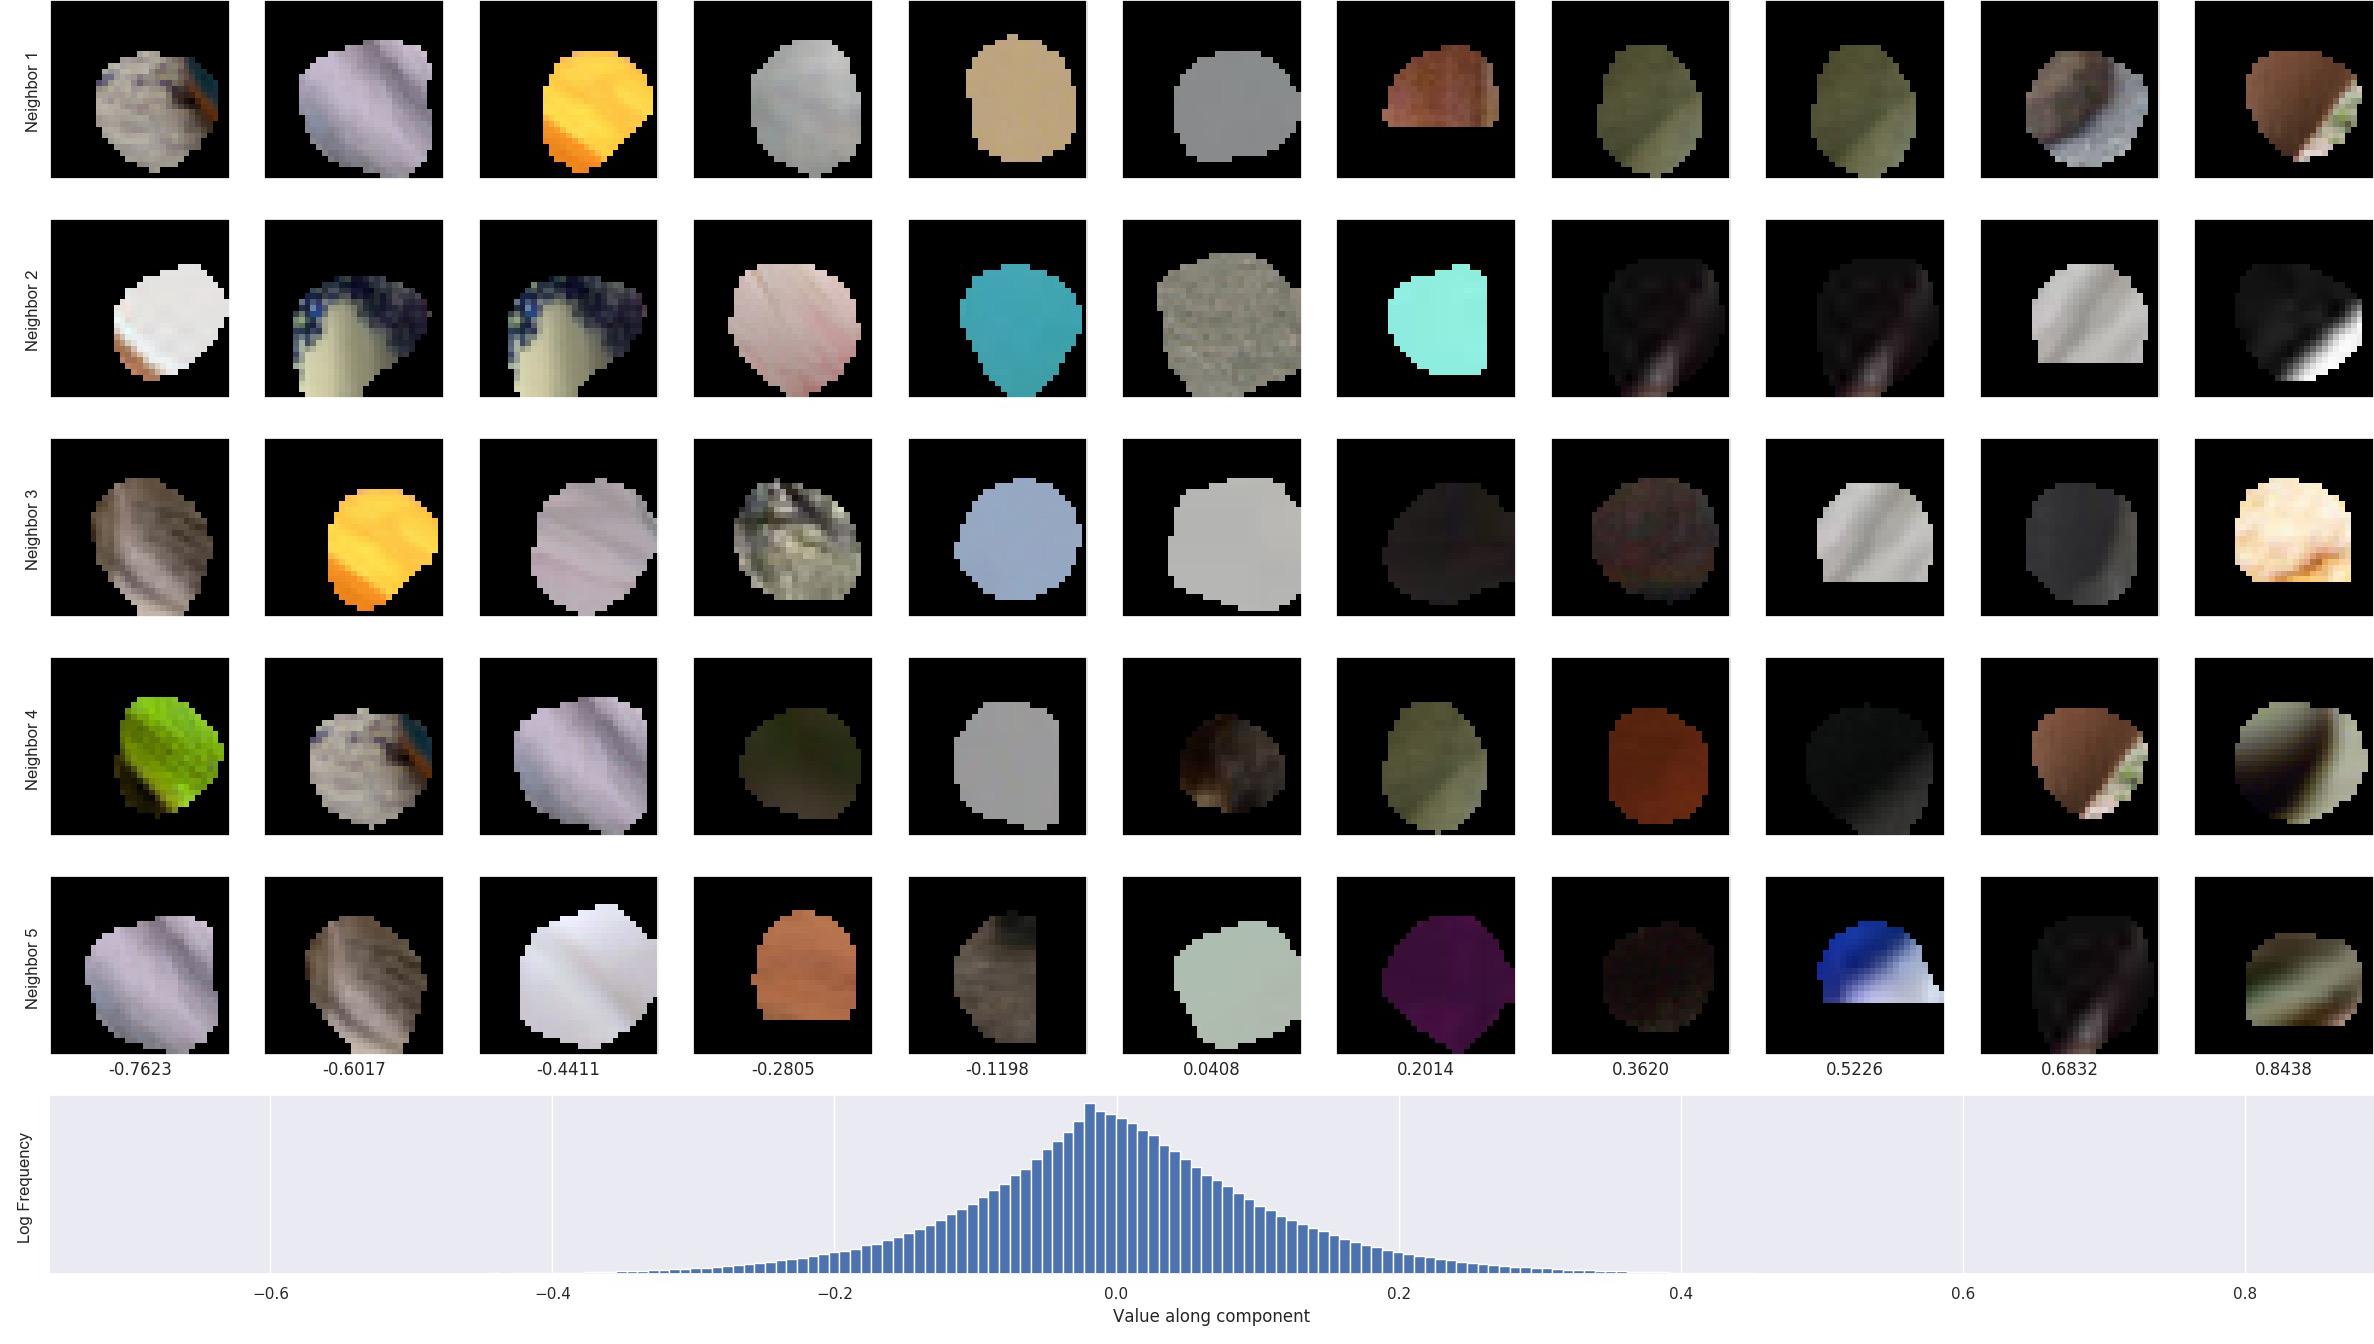 Neighbor 1
Neighbor 2
Neighbor 3
Neighbor 4
Neighbor 5
-0.7623 -0.6017 -0.4411 -0.2805 -0.1198 0.0408 0.2014 0.3620 0.5226 0.6832 0.8438
Log Frequency
−0.6 −0.4 −0.2 0.0 0.2 0.4 0.6 0.8
Value along component